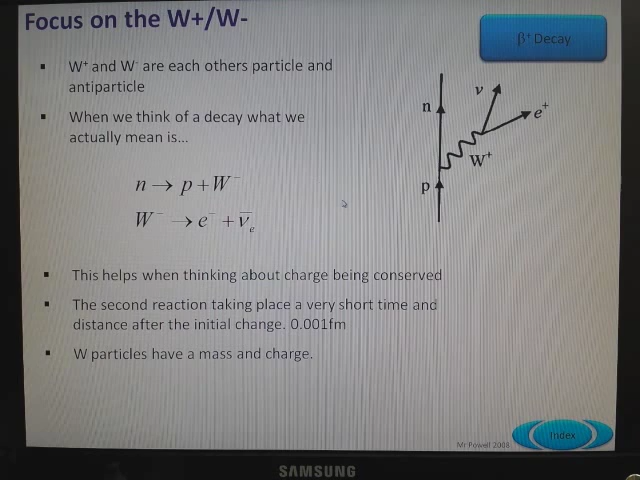 Focus on the W+/W-
β⁺ Decay
▪ W⁺ and W⁻ are each others particle and
antiparticle
▪ When we think of a decay what we
actually mean is...
n → p + W⁻
W⁻ → e⁻ + ν̅ₑ
n
ν
e⁺
W⁺
p
▪ This helps when thinking about charge being conserved
▪ The second reaction taking place a very short time and
distance after the initial change. 0.001fm
▪ W particles have a mass and charge.
Mr Powell 2008
Index
SAMSUNG